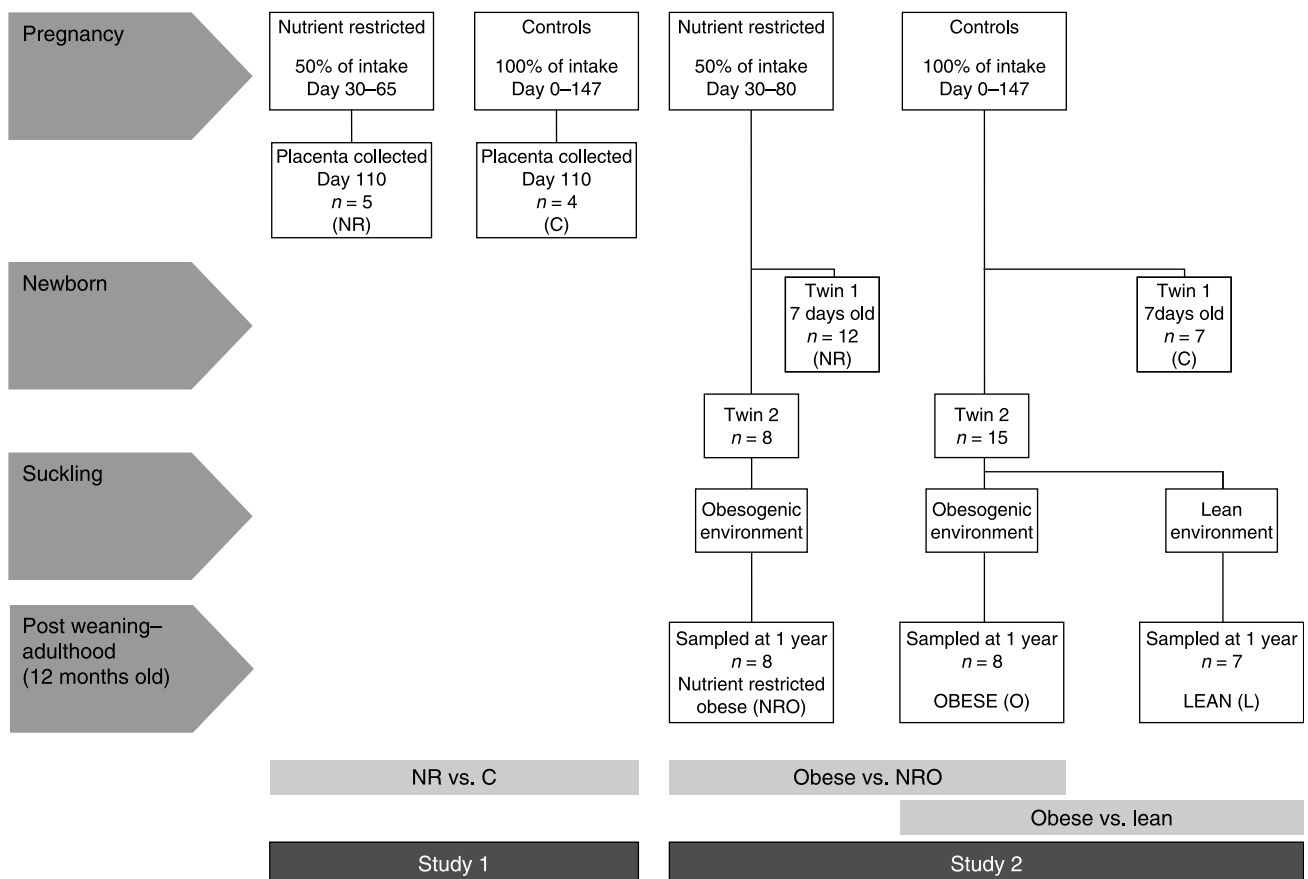 Pregnancy
Nutrient restricted
50% of intake
Day 30–65
Controls
100% of intake
Day 0–147
Nutrient restricted
50% of intake
Day 30–80
Controls
100% of intake
Day 0–147
Placenta collected
Day 110
n = 5
(NR)
Placenta collected
Day 110
n = 4
(C)
Newborn
Twin 1
7 days old
n = 12
(NR)
Twin 1
7days old
n = 7
(C)
Twin 2
n = 8
Twin 2
n = 15
Suckling
Obesogenic
environment
Obesogenic
environment
Lean
environment
Post weaning–
adulthood
(12 months old)
Sampled at 1 year
n = 8
Nutrient restricted
obese (NRO)
Sampled at 1 year
n = 8
OBESE (O)
Sampled at 1 year
n = 7
LEAN (L)
NR vs. C
Obese vs. NRO
Obese vs. lean
Study 1
Study 2